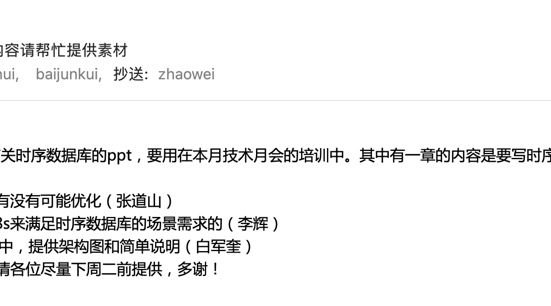 内容请帮忙提供素材
hui, baijunkui, 抄送: zhaowei
关时序数据库的ppt，要用在本月技术月会的培训中。其中有一章的内容是要写时序
有没有可能优化（张道山）
s来满足时序数据库的场景需求的（李辉）
中，提供架构图和简单说明（白军奎）
请各位尽量下周二前提供，多谢！